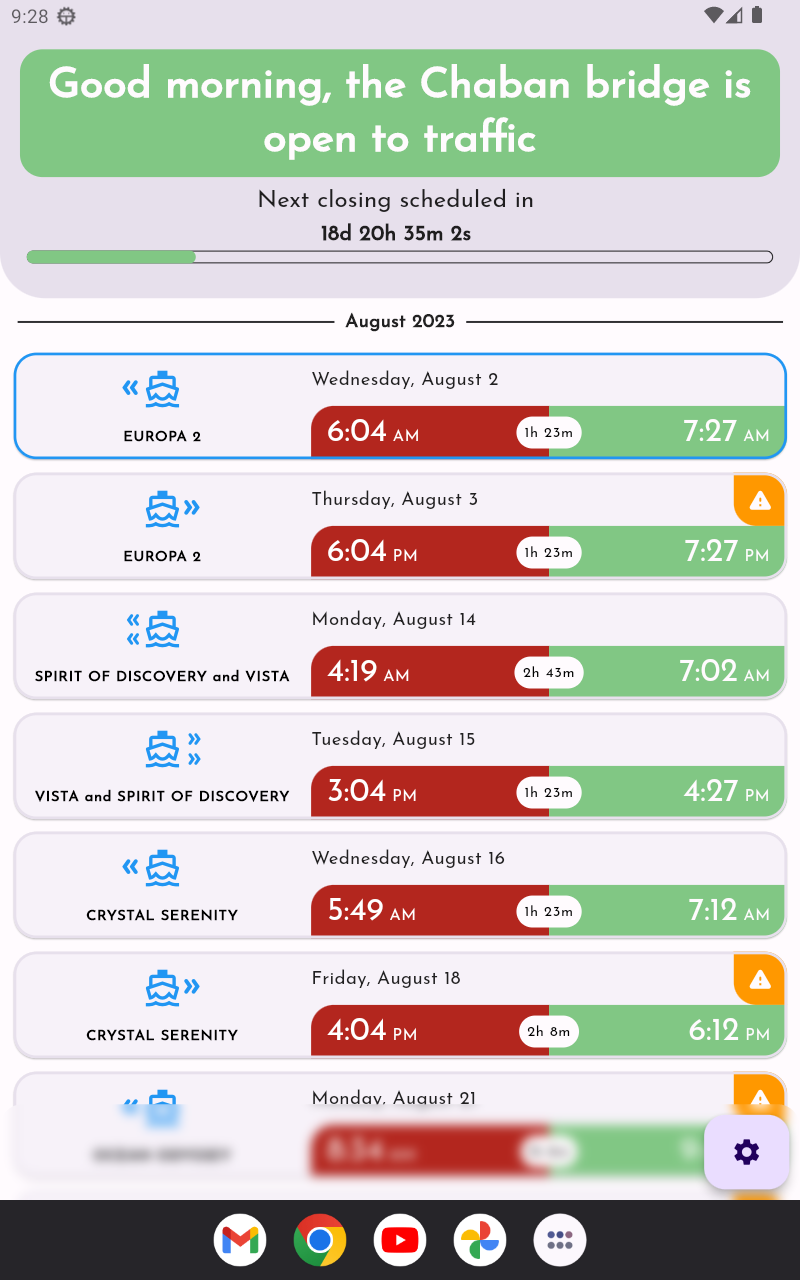 9:28
Good morning, the Chaban bridge is
open to traffic
Next closing scheduled in
18d 20h 35m 2s
August 2023
Wednesday, August 2
EUROPA 2
6:04 AM 1h 23m 7:27 AM
Thursday, August 3
EUROPA 2
6:04 PM 1h 23m 7:27 PM
Monday, August 14
SPIRIT OF DISCOVERY and VISTA
4:19 AM 2h 43m 7:02 AM
Tuesday, August 15
VISTA and SPIRIT OF DISCOVERY
3:04 PM 1h 23m 4:27 PM
Wednesday, August 16
CRYSTAL SERENITY
5:49 AM 1h 23m 7:12 AM
Friday, August 18
CRYSTAL SERENITY
4:04 PM 2h 8m 6:12 PM
Monday, August 21